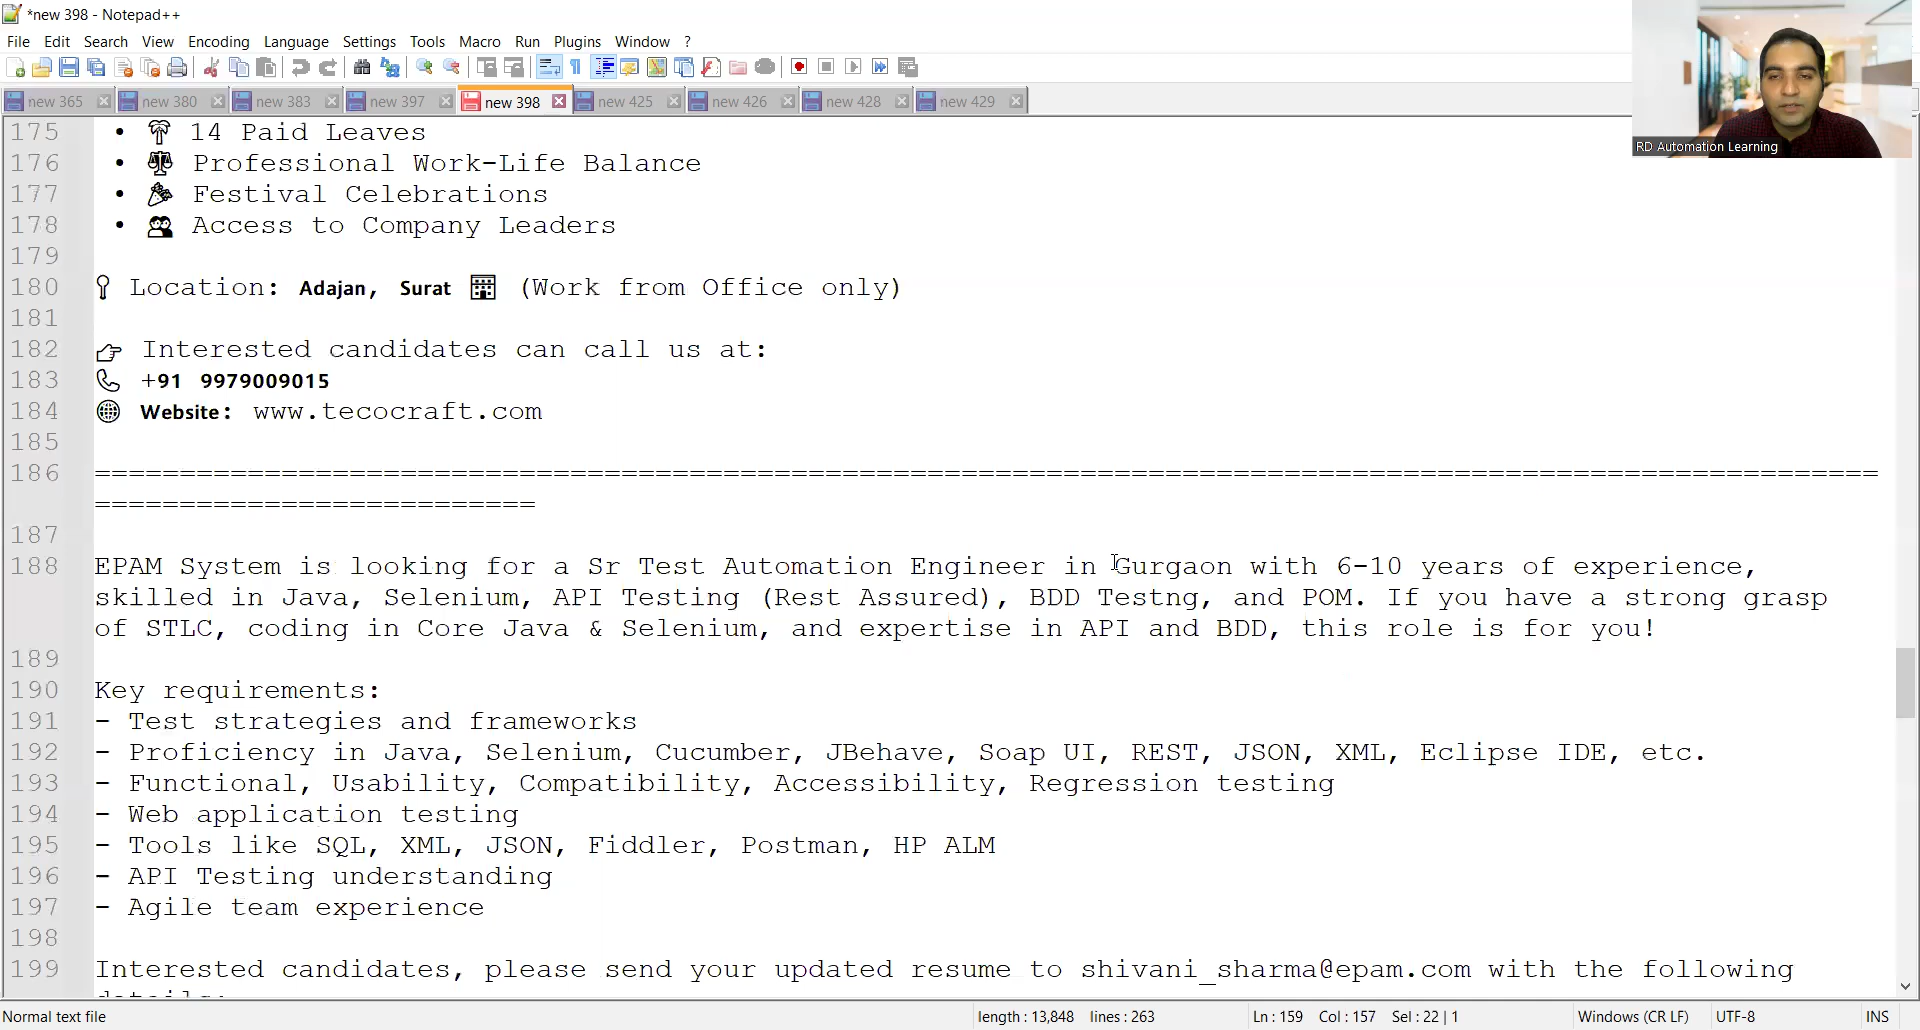 *new 398 - Notepad++
File Edit Search View Encoding Language Settings Tools Macro Run Plugins Window ?
new 365 new 380 new 383 new 397 new 398 new 425 new 426 new 428 new 429
RD Automation Learning
175 • 14 Paid Leaves
176 • Professional Work-Life Balance
177 • Festival Celebrations
178 • Access to Company Leaders
179
180 Location: Adajan, Surat (Work from Office only)
181
182 Interested candidates can call us at:
183 +91 9979009015
184 Website: www.tecocraft.com
185
186 =========================================================================================================
==========================
187
188 EPAM System is looking for a Sr Test Automation Engineer in Gurgaon with 6-10 years of experience,
skilled in Java, Selenium, API Testing (Rest Assured), BDD Testng, and POM. If you have a strong grasp
of STLC, coding in Core Java & Selenium, and expertise in API and BDD, this role is for you!
189
190 Key requirements:
191 - Test strategies and frameworks
192 - Proficiency in Java, Selenium, Cucumber, JBehave, Soap UI, REST, JSON, XML, Eclipse IDE, etc.
193 - Functional, Usability, Compatibility, Accessibility, Regression testing
194 - Web application testing
195 - Tools like SQL, XML, JSON, Fiddler, Postman, HP ALM
196 - API Testing understanding
197 - Agile team experience
198
199 Interested candidates, please send your updated resume to shivani_sharma@epam.com with the following
Normal text file length : 13,848 lines : 263 Ln : 159 Col : 157 Sel : 22 | 1 Windows (CR LF) UTF-8 INS